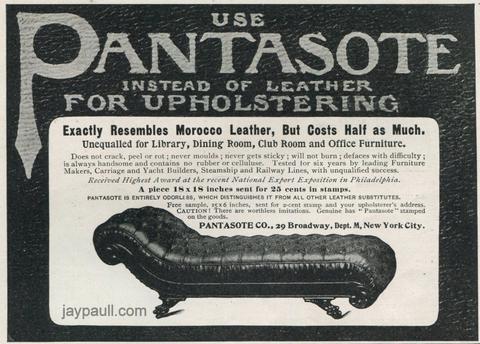 USE
PANTASOTE
INSTEAD OF LEATHER
FOR UPHOLSTERING
Exactly Resembles Morocco Leather, But Costs Half as Much.
Unequalled for Library, Dining Room, Club Room and Office Furniture.
Does not crack, peel or rot; never moulds; never gets sticky; will not burn; defaces with difficulty;
is always handsome and contains no rubber or cellulose. Tested for six years by leading Furniture
Makers, Carriage and Yacht Builders, Steamship and Railway Lines, with unqualified success.
Received Highest Award at the recent National Export Exposition in Philadelphia.
A piece 18 x 18 inches sent for 25 cents in stamps.
PANTASOTE IS ENTIRELY ODORLESS, WHICH DISTINGUISHES IT FROM ALL OTHER LEATHER SUBSTITUTES.
Free sample, 15x6 inches, sent for 2-cent stamp and your upholsterer's address.
CAUTION! There are worthless imitations. Genuine has "Pantasote" stamped
on the goods.
PANTASOTE CO., 29 Broadway, Dept. M, New York City.
jaypaull.com